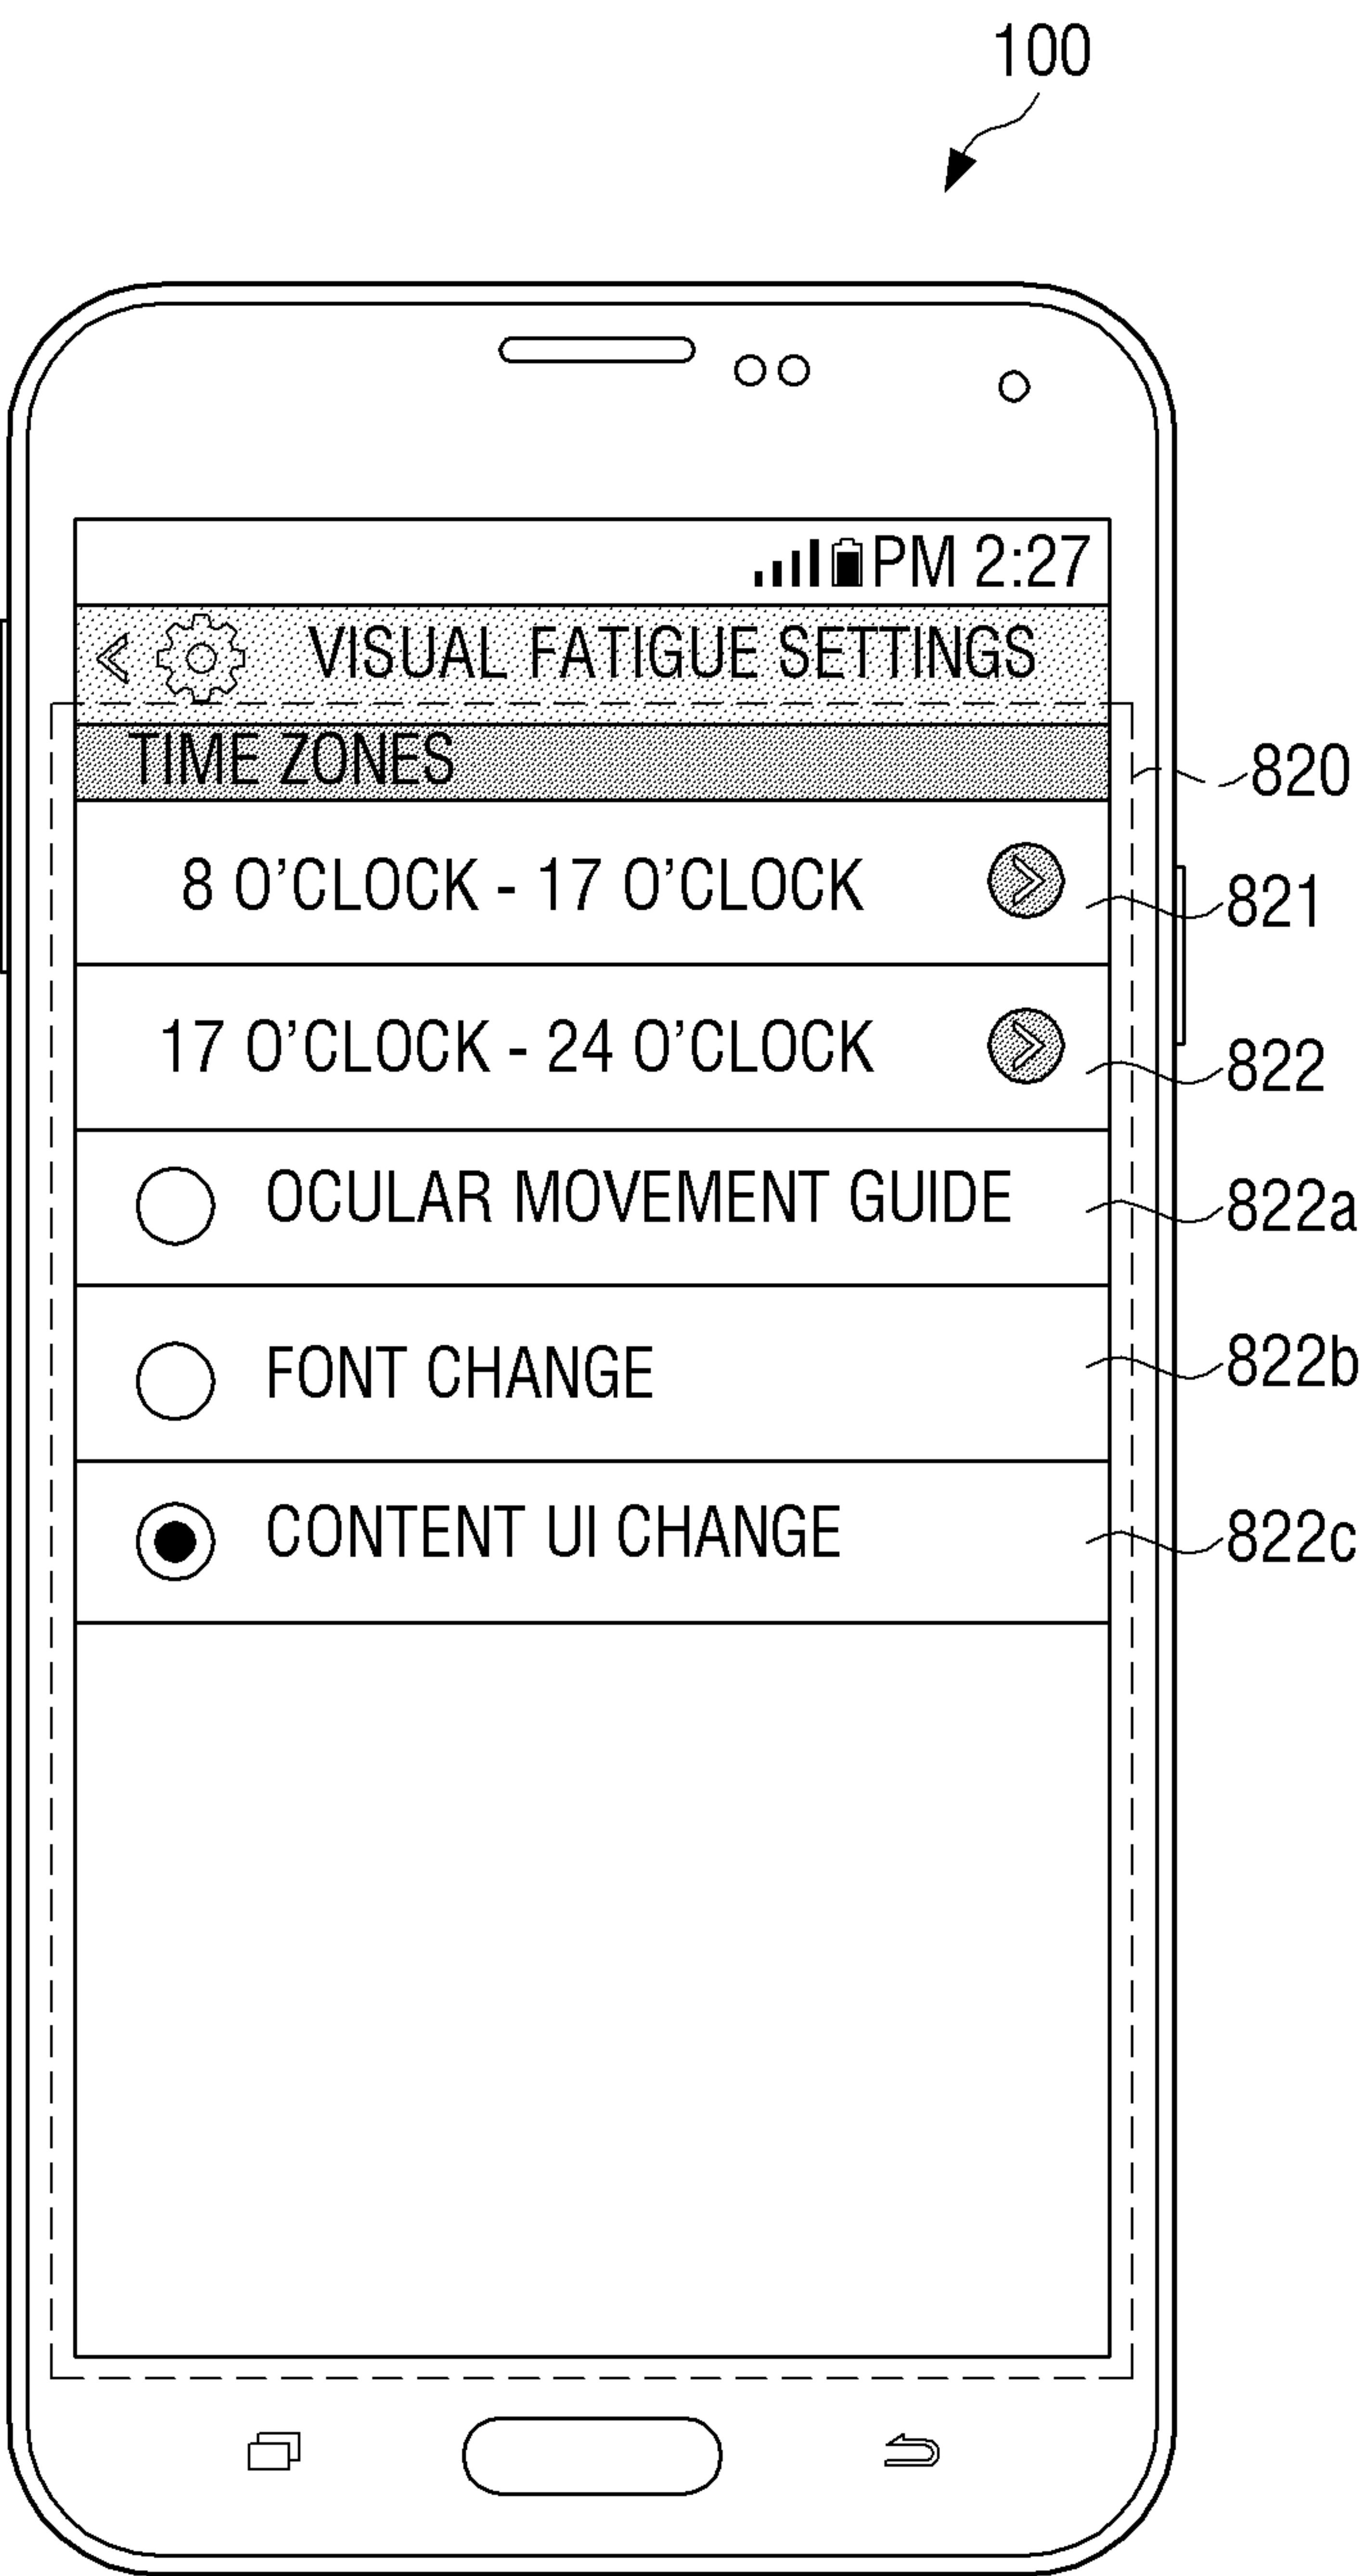 100
PM 2:27
VISUAL FATIGUE SETTINGS
TIME ZONES
820
8 O’CLOCK - 17 O’CLOCK
821
17 O’CLOCK - 24 O’CLOCK
822
OCULAR MOVEMENT GUIDE
822a
FONT CHANGE
822b
CONTENT UI CHANGE
822c